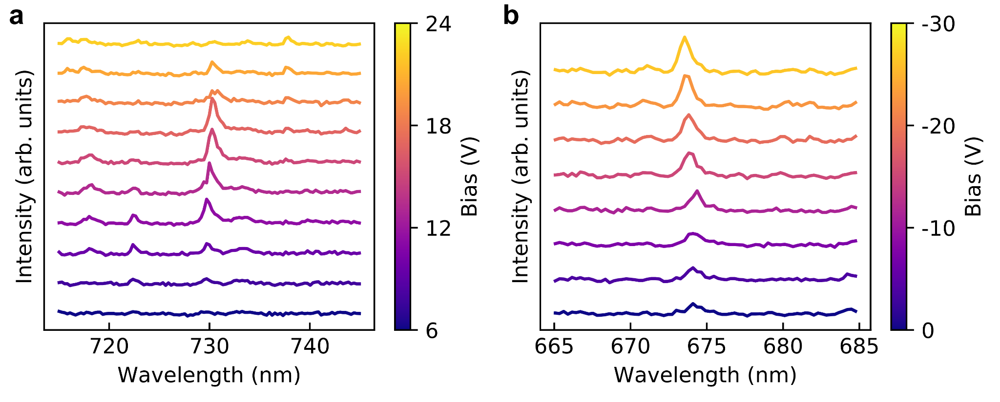 a
Intensity (arb. units)
720 730 740
Wavelength (nm)
24
18
12
6
Bias (V)
b
Intensity (arb. units)
665 670 675 680 685
Wavelength (nm)
-30
-20
-10
0
Bias (V)